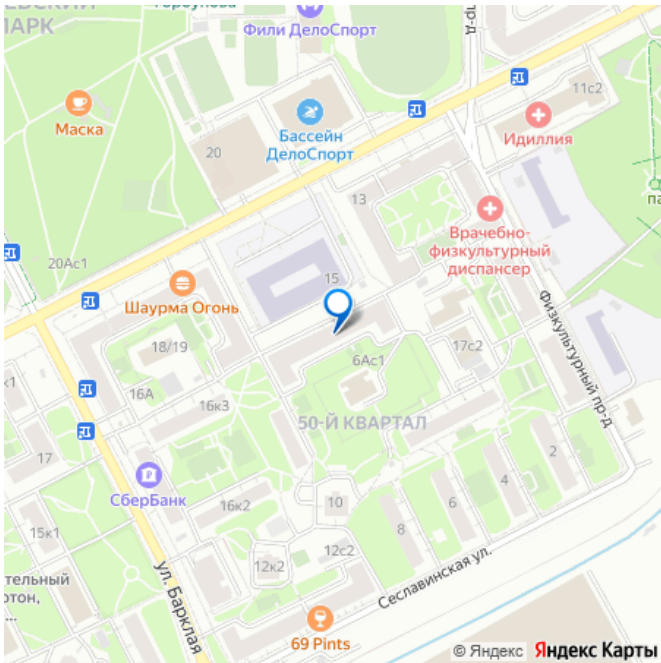 ПАРК
Фили ДелоСпорт
пр-д
11с2
Маска
Идиллия
Бассейн
ДелоСпорт
20
13
Врачебно-
физкультурный
диспансер
20Ас1
15
Шаурма Огонь
Физкультурный пр-д
18/19
17с2
6Ас1
16А
16к3
50-Й КВАРТАЛ
17
2
4
СберБанк
6
10
16к2
8
15к1
12с2
12к2
ул. Барклая
Сеславинская ул.
69 Pints
© Яндекс Яндекс Карты